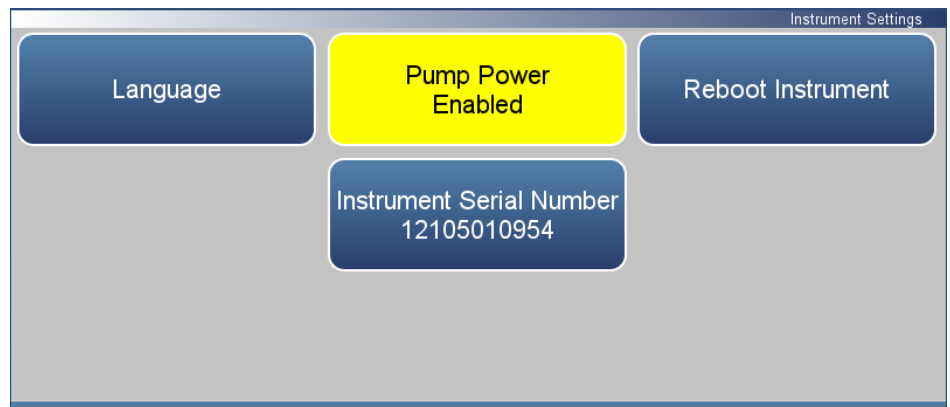 Instrument Settings
Language
Pump Power
Enabled
Reboot Instrument
Instrument Serial Number
12105010954